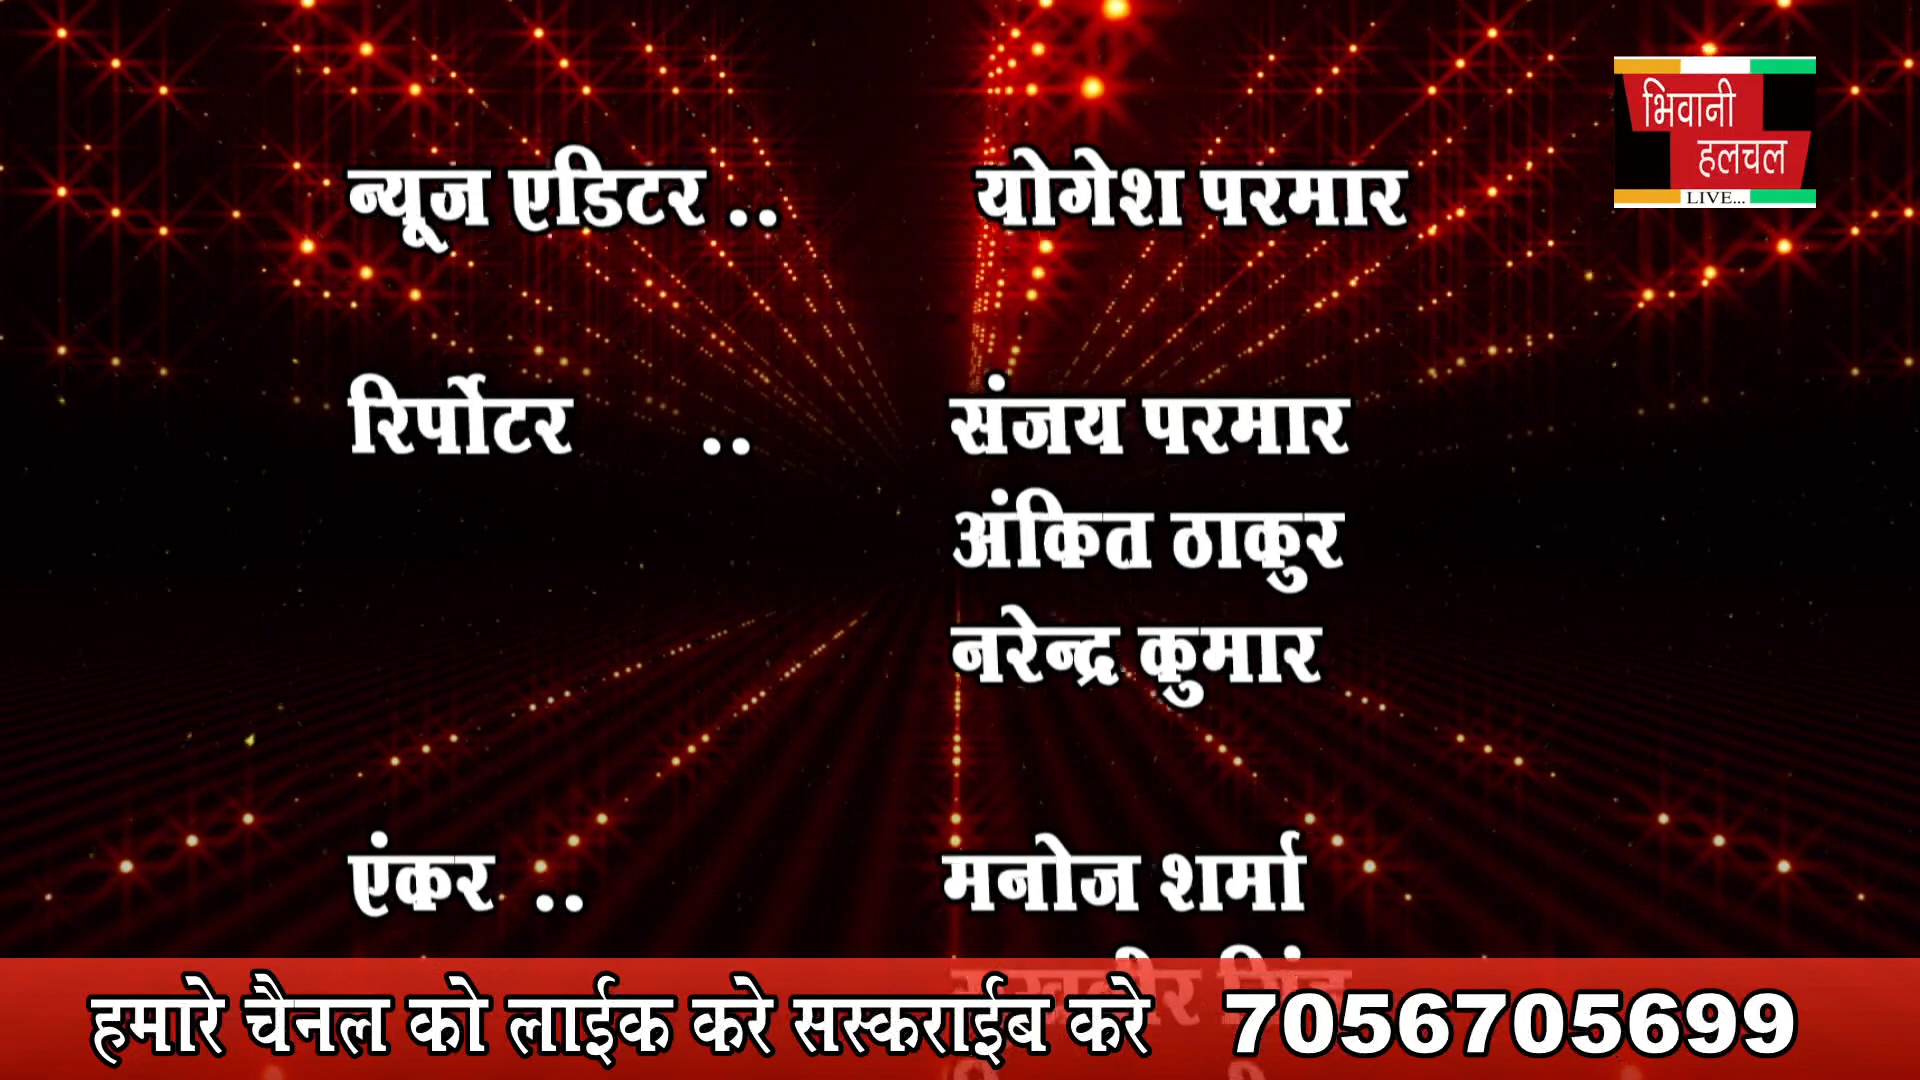 भिवानी
हलचल
LIVE...
न्यूज एडिटर .. योगेश परमार
रिर्पोटर .. संजय परमार
अंकित ठाकुर
नरेन्द्र कुमार
एंकर .. मनोज शर्मा
हमारे चैनल को लाईक करे सस्कराईब करे 7056705699